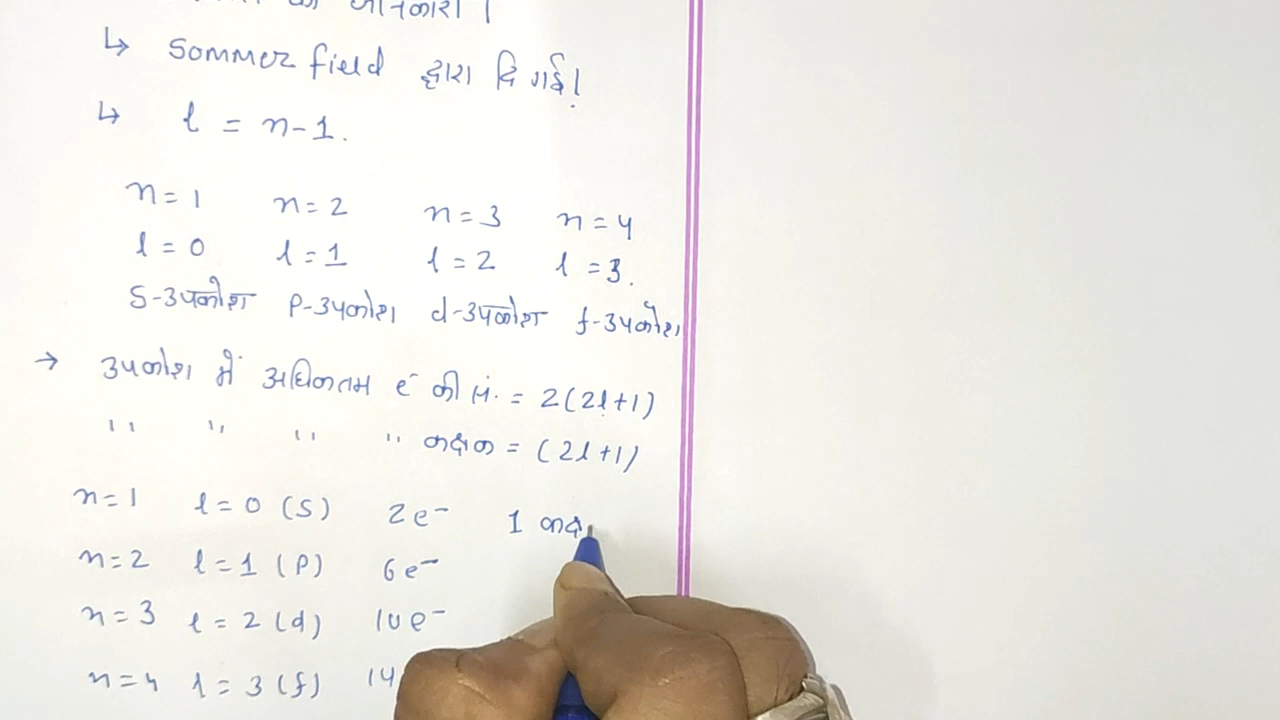 की जानकारी ।
↳ Sommerfield द्वारा दि गई!
↳ l = n-1.
n=1 n=2 n=3 n=4
l=0 l=1 l=2 l=3.
S-उपकोश P-उपकोश d-उपकोश f-उपकोश
→ उपकोश में अधिकतम e⁻ की सं. = 2(2l+1)
" " " " कक्षक = (2l+1)
n=1 l=0 (S) 2e⁻ 1 कक्ष
n=2 l=1 (P) 6e⁻
n=3 l=2 (d) 10e⁻
n=4 l=3 (f) 14